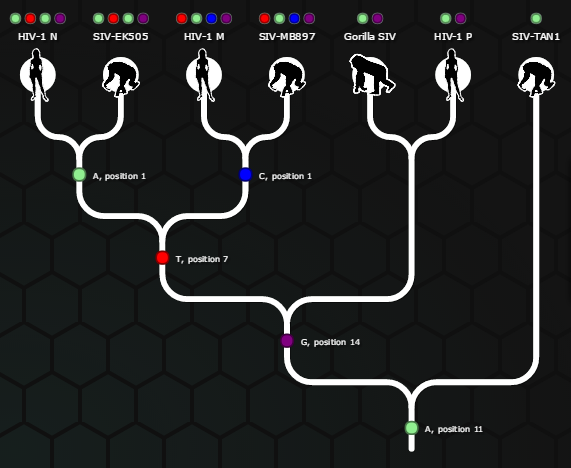 HIV-1 N
SIV-EK505
HIV-1 M
SIV-MB897
Gorilla SIV
HIV-1 P
SIV-TAN1
A, position 1
C, position 1
T, position 7
G, position 14
A, position 11